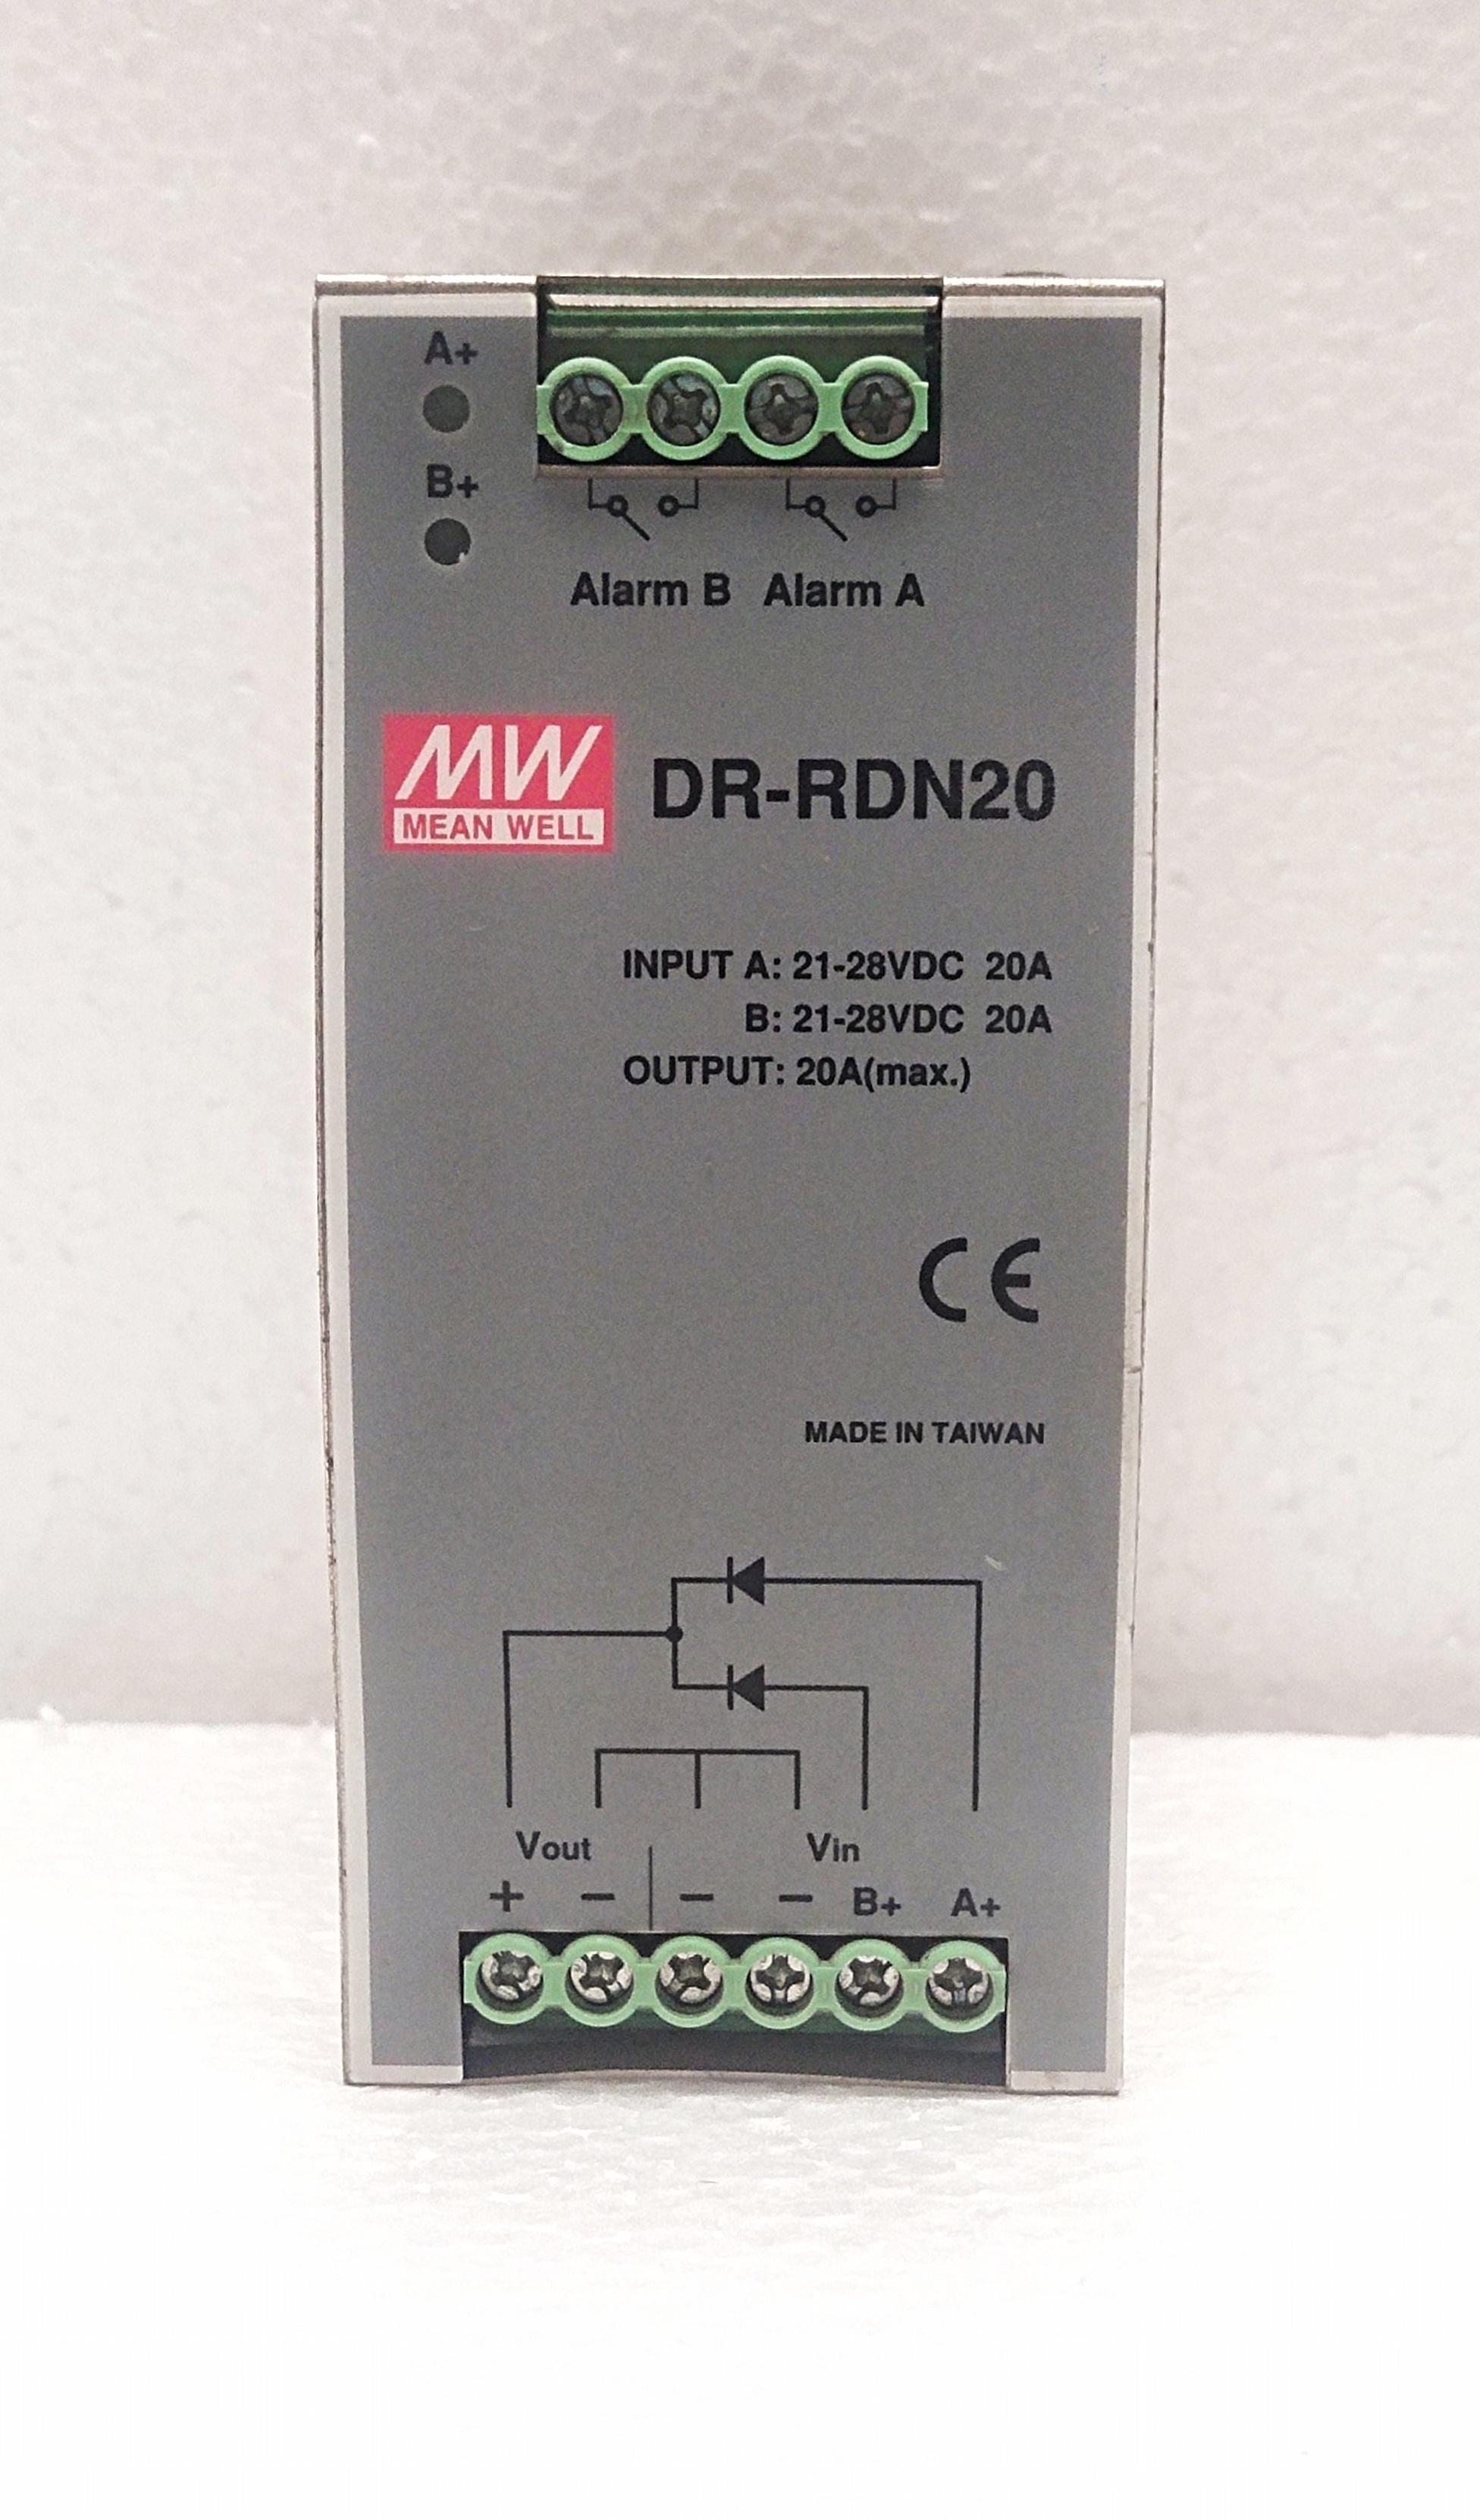 A+
B+
Alarm B Alarm A
MW
MEAN WELL
DR-RDN20
INPUT A: 21-28VDC 20A
B: 21-28VDC 20A
OUTPUT: 20A(max.)
CE
MADE IN TAIWAN
Vout Vin
+ − − − B+ A+